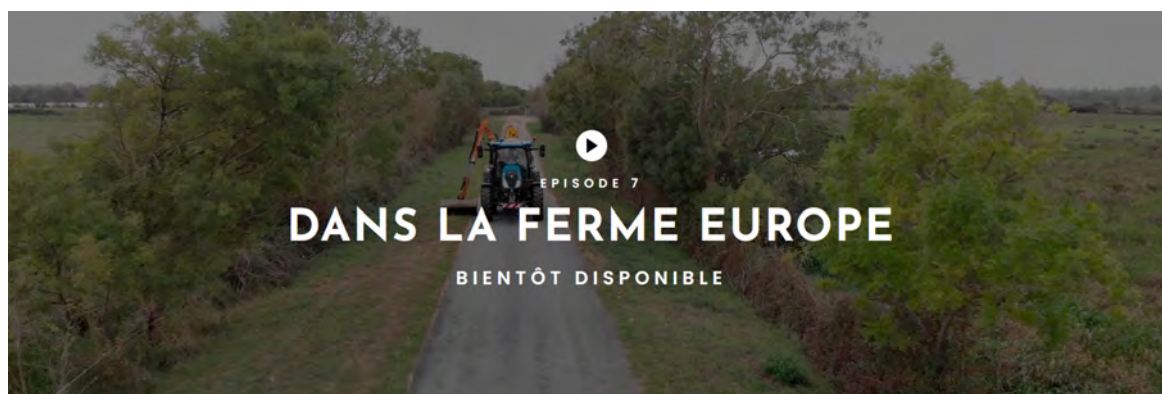 EPISODE 7
DANS LA FERME EUROPE
BIENTÔT DISPONIBLE